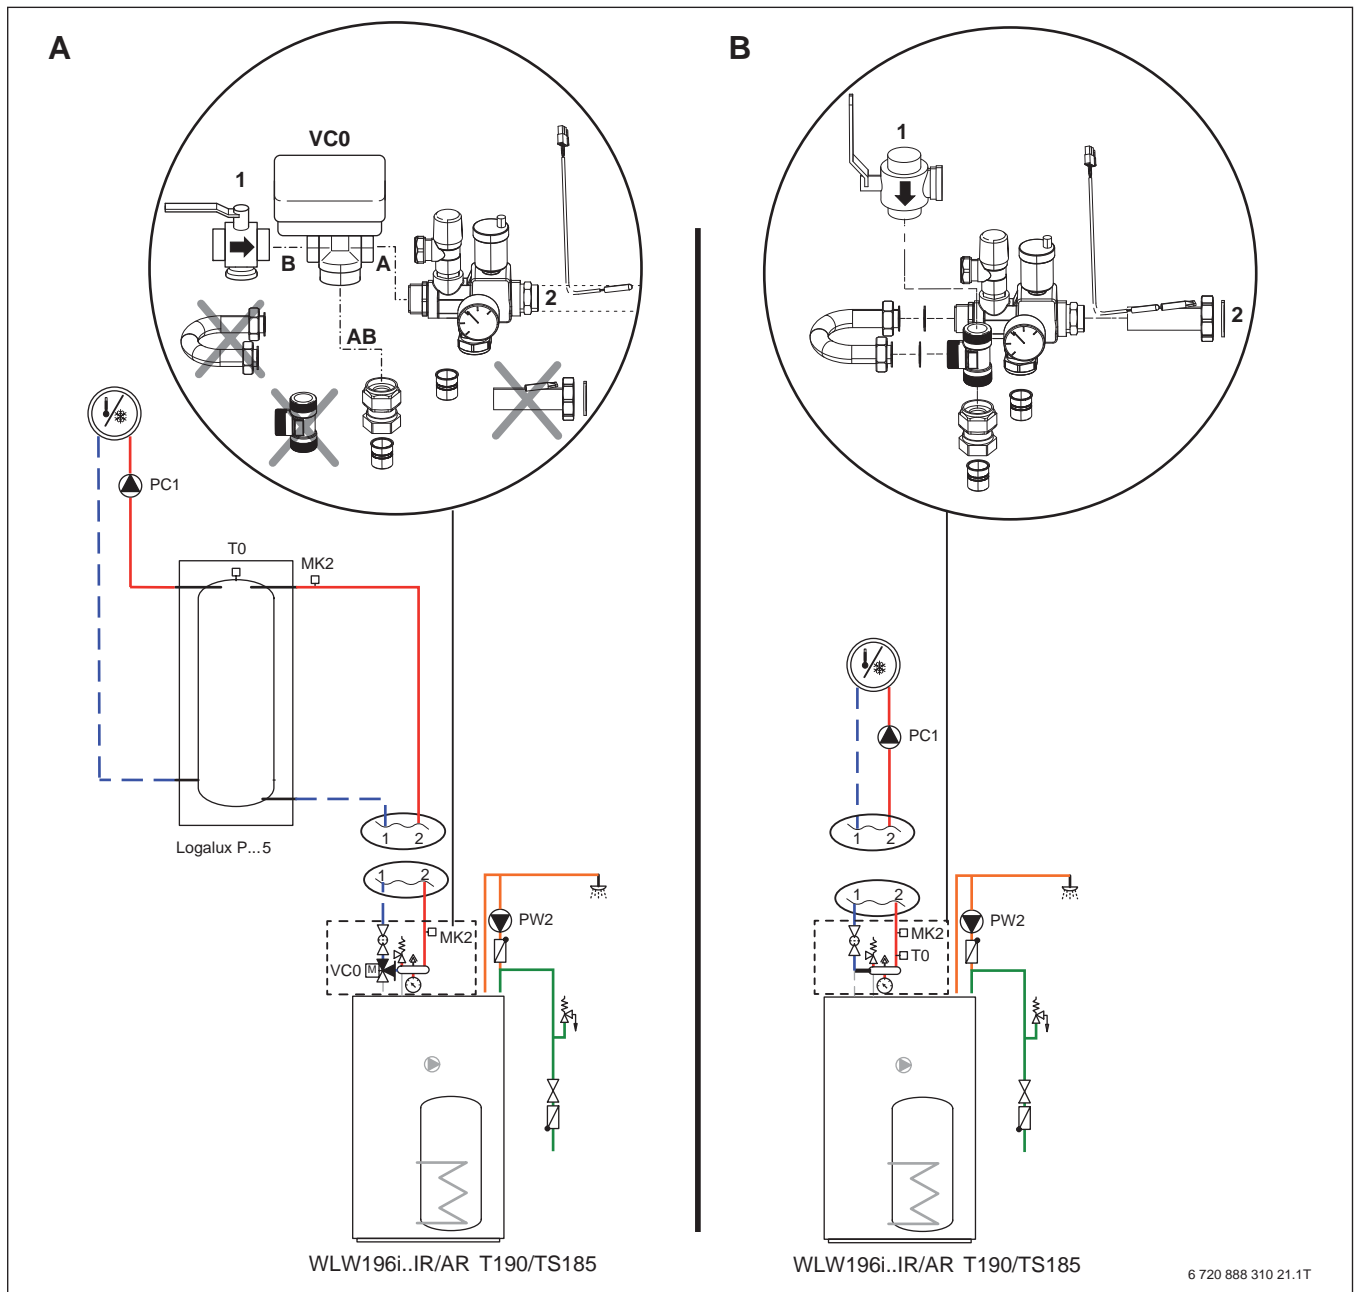 A
VC0
1
B
A
2
AB
PC1
T0
MK2
Logalux P...5
1 2
1 2
MK2
VC0
M
PW2
WLW196i..IR/AR T190/TS185
B
1
2
PC1
1 2
1 2
MK2
T0
PW2
WLW196i..IR/AR T190/TS185
6 720 888 310 21.1T